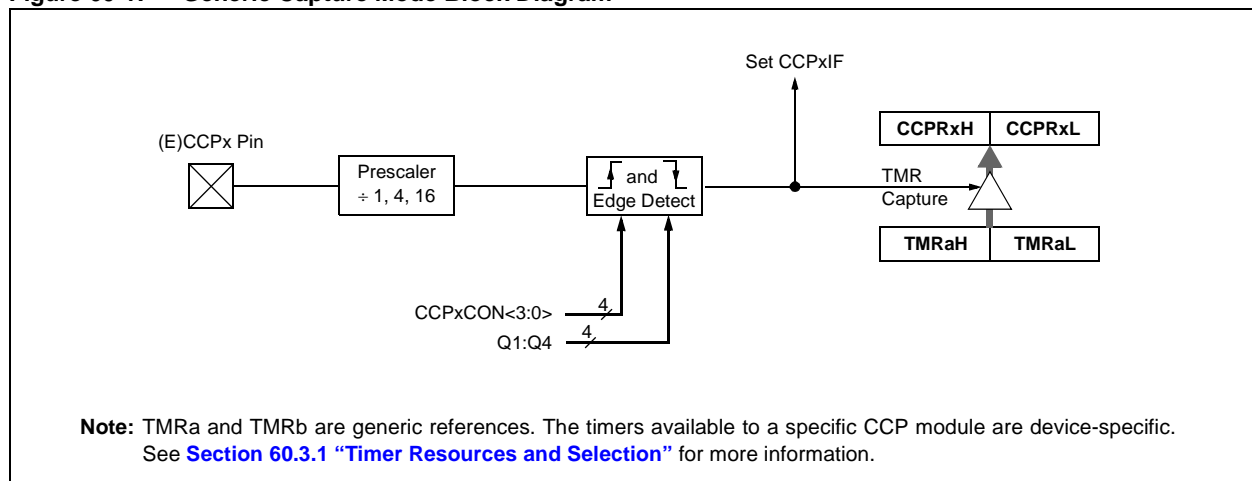 Set CCPxIF
(E)CCPx Pin
CCPRxH CCPRxL
Prescaler
÷ 1, 4, 16
and
Edge Detect
TMR
Capture
TMRaH TMRaL
CCPxCON<3:0> 4
Q1:Q4 4
Note: TMRa and TMRb are generic references. The timers available to a specific CCP module are device-specific.
See Section 60.3.1 “Timer Resources and Selection” for more information.